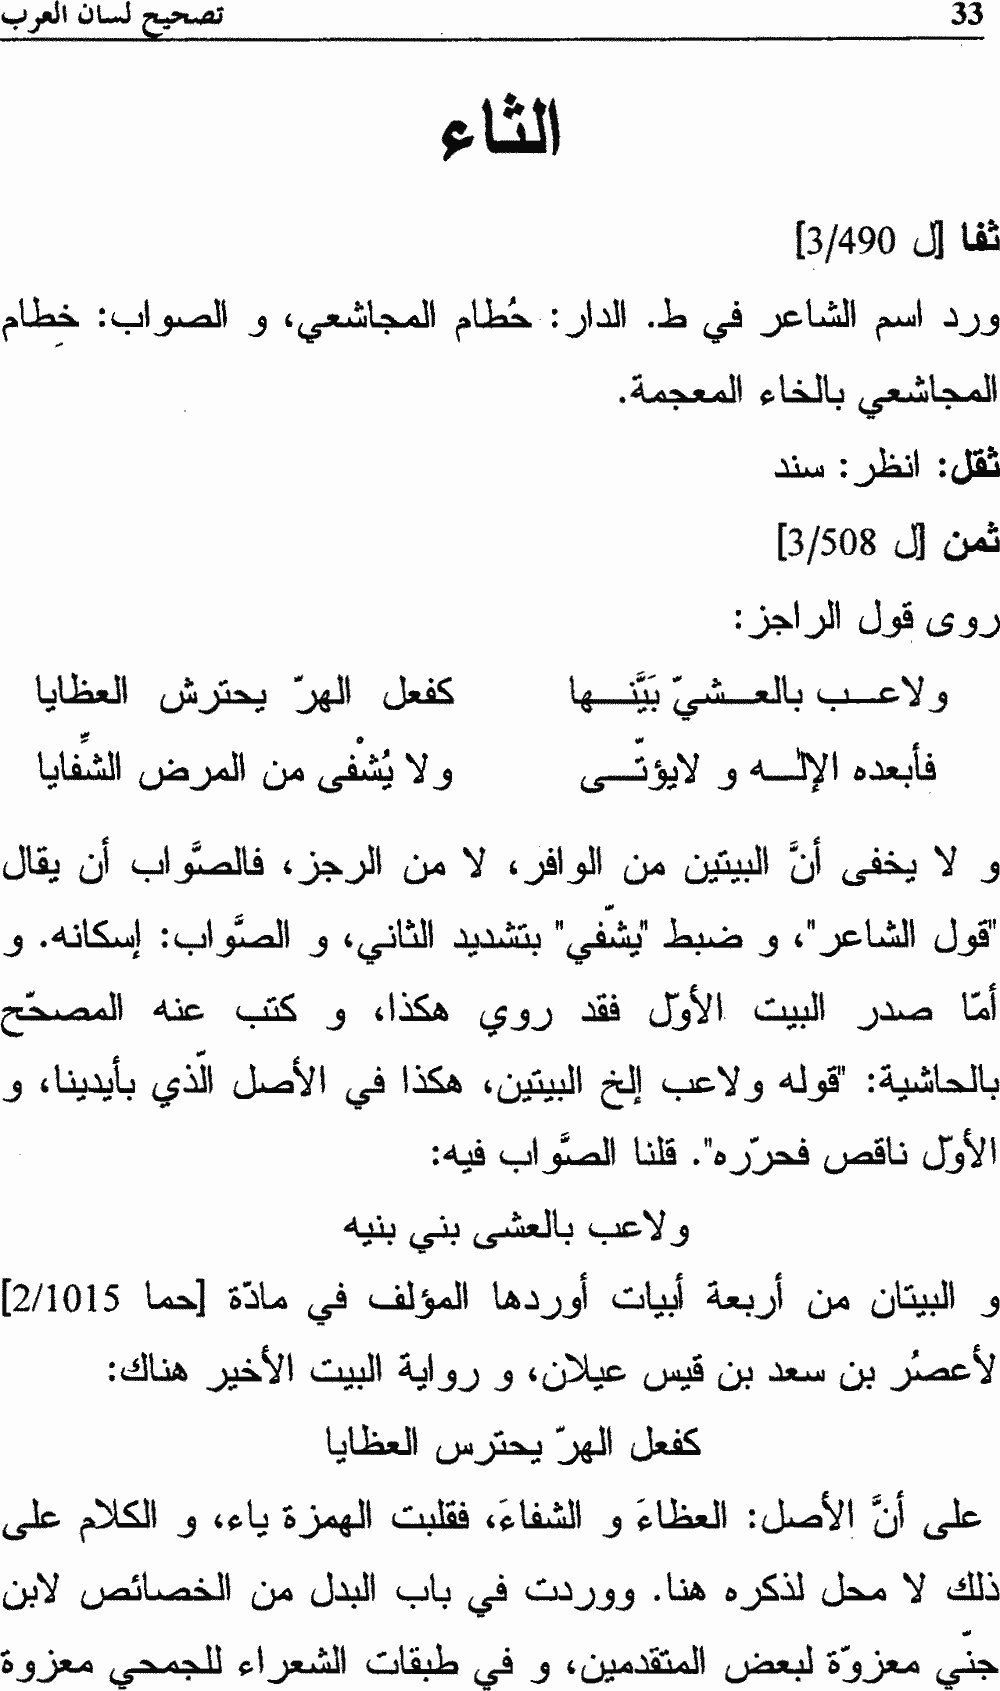 33 تصحيح لسان العرب
الثاء
ثفا [ل 3/490]
ورد اسم الشاعر في ط. الدار: حُطام المجاشعي، و الصواب: خِطام
المجاشعي بالخاء المعجمة.
ثقل: انظر: سند
ثمن [ل 3/508]
روى قول الراجز:
ولاعب بالعشيّ بَيَّنها كفعل الهرّ يحترش العظايا
فأبعده الإله و لايؤتّى ولا يُشْفى من المرض الشِّفايا
و لا يخفى أنَّ البيتين من الوافر، لا من الرجز، فالصَّواب أن يقال
"قول الشاعر"، و ضبط "يشّفي" بتشديد الثاني، و الصَّواب: إسكانه. و
أمّا صدر البيت الأوّل فقد روي هكذا، و كتب عنه المصحّح
بالحاشية: "قوله ولاعب إلخ البيتين، هكذا في الأصل الّذي بأيدينا، و
الأوّل ناقص فحرّره". قلنا الصَّواب فيه:
ولاعب بالعشى بني بنيه
و البيتان من أربعة أبيات أوردها المؤلف في مادّة [حما 2/1015]
لأعصُر بن سعد بن قيس عيلان، و رواية البيت الأخير هناك:
كفعل الهرّ يحترس العظايا
على أنَّ الأصل: العظاءَ و الشفاءَ، فقلبت الهمزة ياء، و الكلام على
ذلك لا محل لذكره هنا. ووردت في باب البدل من الخصائص لابن
جنّي معزوّة لبعض المتقدمين، و في طبقات الشعراء للجمحي معزوة